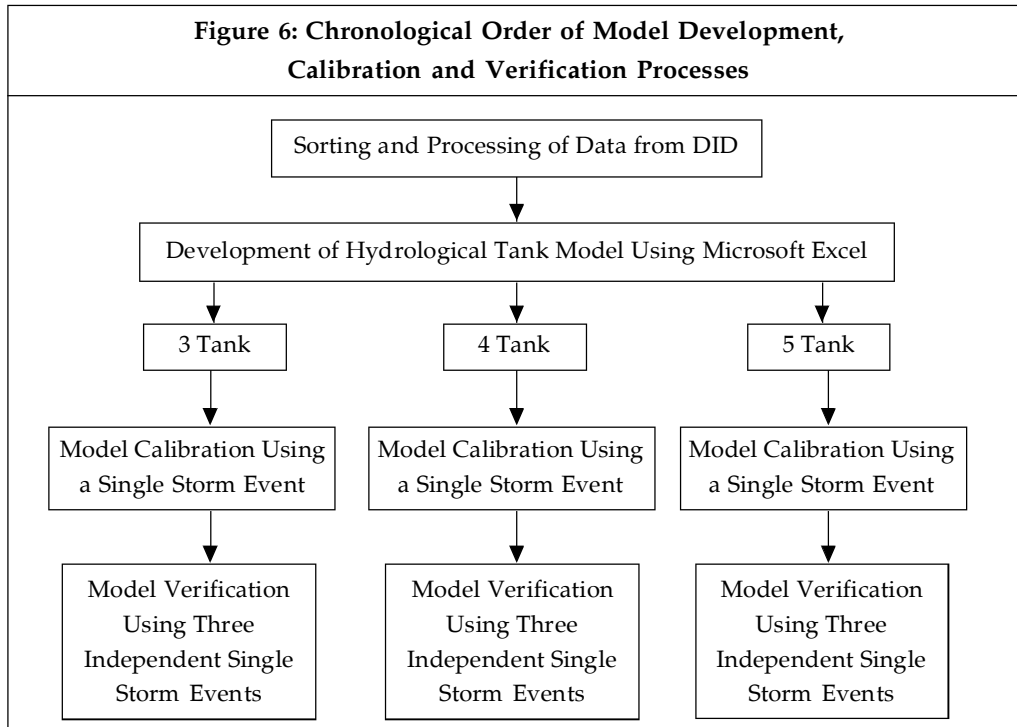 Figure 6: Chronological Order of Model Development,
Calibration and Verification Processes
Sorting and Processing of Data from DID
Development of Hydrological Tank Model Using Microsoft Excel
3 Tank
4 Tank
5 Tank
Model Calibration Using
a Single Storm Event
Model Calibration Using
a Single Storm Event
Model Calibration Using
a Single Storm Event
Model Verification
Using Three
Independent Single
Storm Events
Model Verification
Using Three
Independent Single
Storm Events
Model Verification
Using Three
Independent Single
Storm Events